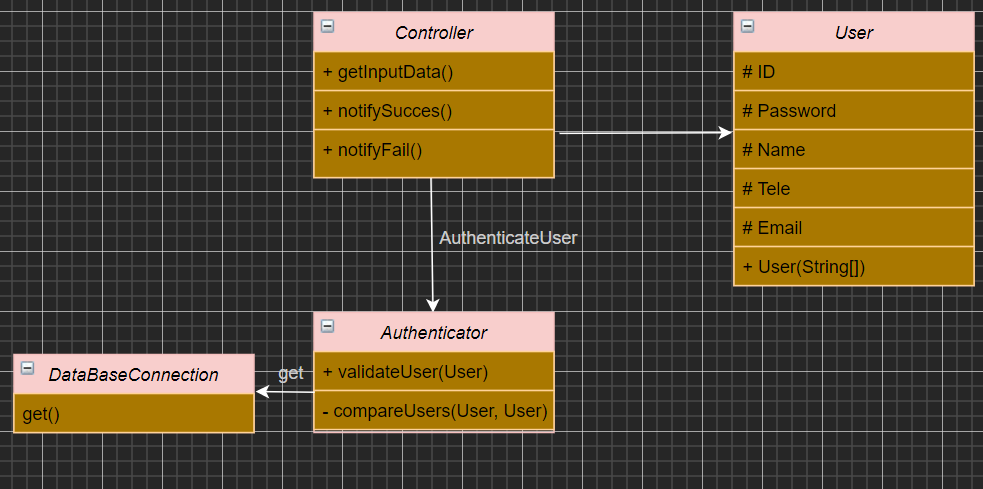 Controller
+ getInputData()
+ notifySucces()
+ notifyFail()
User
# ID
# Password
# Name
# Tele
# Email
+ User(String[])
AuthenticateUser
Authenticator
+ validateUser(User)
- compareUsers(User, User)
get
DataBaseConnection
get()